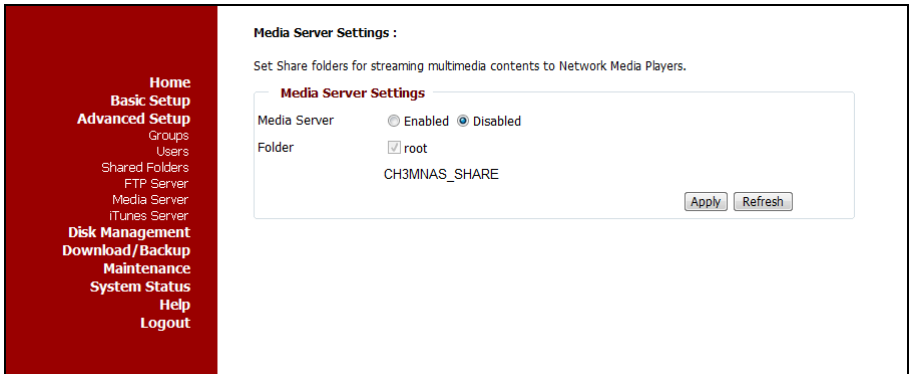 Home
Basic Setup
Advanced Setup
Groups
Users
Shared Folders
FTP Server
Media Server
iTunes Server
Disk Management
Download/Backup
Maintenance
System Status
Help
Logout
Media Server Settings :
Set Share folders for streaming multimedia contents to Network Media Players.
Media Server Settings
Media Server Enabled Disabled
Folder root
CH3MNAS_SHARE
Apply Refresh